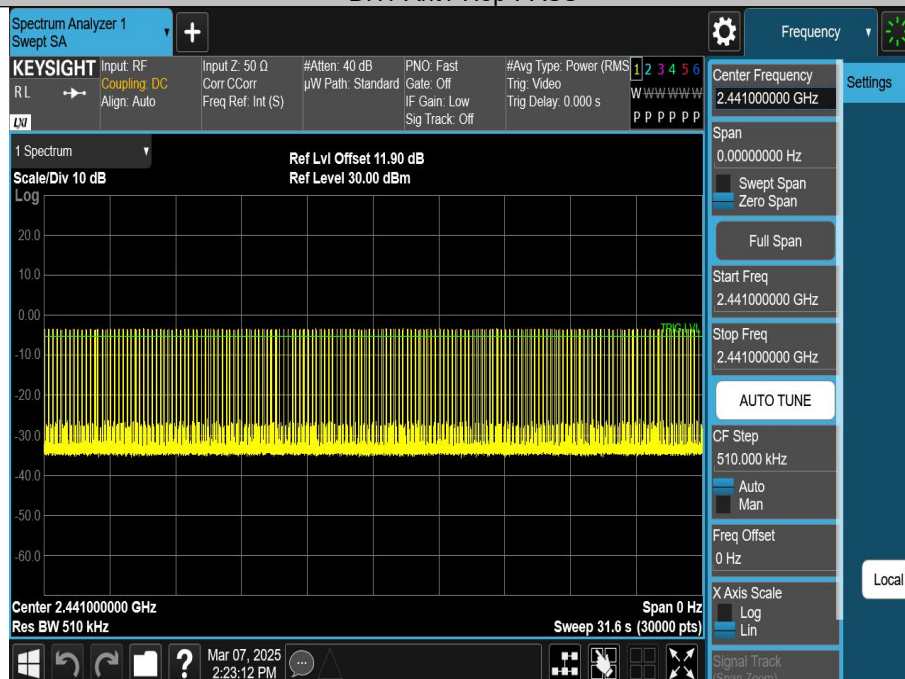 Spectrum Analyzer 1
Swept SA
Frequency
KEYSIGHT
RL
LXI
Input: RF
Coupling: DC
Align: Auto
Input Z: 50 Ω
Corr CCorr
Freq Ref: Int (S)
#Atten: 40 dB
µW Path: Standard
PNO: Fast
Gate: Off
IF Gain: Low
Sig Track: Off
#Avg Type: Power (RMS
Trig: Video
Trig Delay: 0.000 s
1 2 3 4 5 6
W W W W W W
P P P P P P
1 Spectrum
Scale/Div 10 dB
Log
Ref Lvl Offset 11.90 dB
Ref Level 30.00 dBm
20.0
10.0
0.00
TRIG LVL
-10.0
-20.0
-30.0
-40.0
-50.0
-60.0
Center 2.441000000 GHz
Res BW 510 kHz
Span 0 Hz
Sweep 31.6 s (30000 pts)
Mar 07, 2025
2:23:12 PM
Center Frequency
2.441000000 GHz
Settings
Span
0.00000000 Hz
Swept Span
Zero Span
Full Span
Start Freq
2.441000000 GHz
Stop Freq
2.441000000 GHz
AUTO TUNE
CF Step
510.000 kHz
Auto
Man
Freq Offset
0 Hz
Local
X Axis Scale
Log
Lin
Signal Track
(Span Zoom)